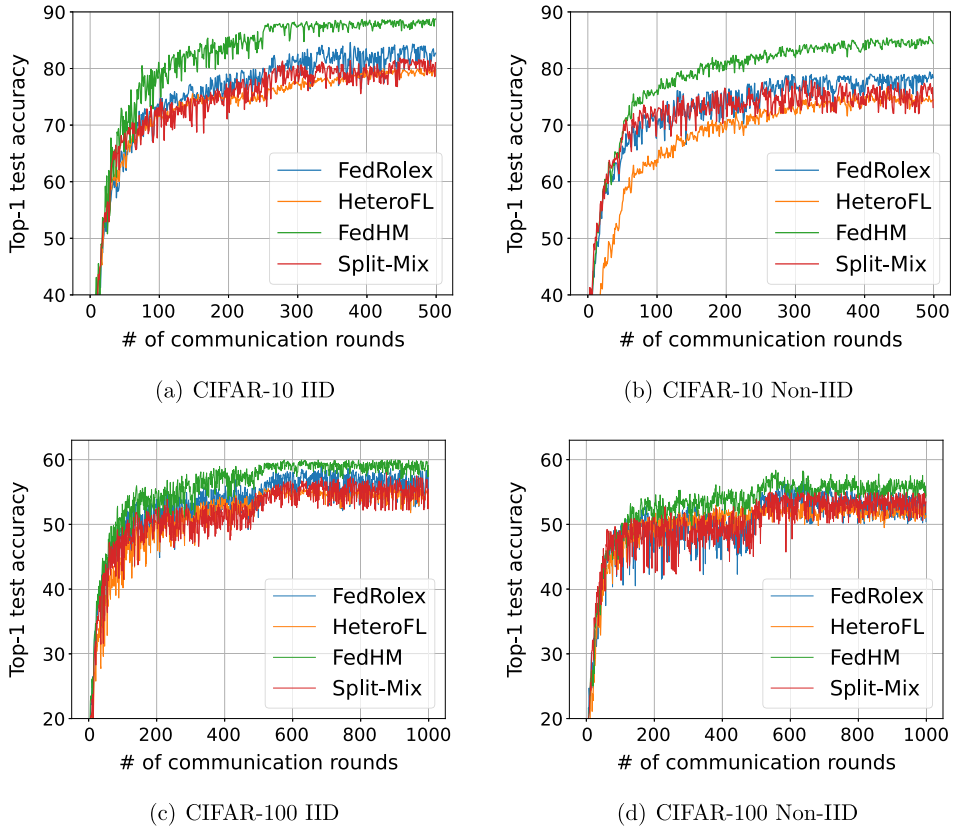 90
80
70
60
50
40
Top-1 test accuracy
FedRolex
HeteroFL
FedHM
Split-Mix
0 100 200 300 400 500
# of communication rounds
(a) CIFAR-10 IID
90
80
70
60
50
40
Top-1 test accuracy
FedRolex
HeteroFL
FedHM
Split-Mix
0 100 200 300 400 500
# of communication rounds
(b) CIFAR-10 Non-IID
60
50
40
30
20
Top-1 test accuracy
FedRolex
HeteroFL
FedHM
Split-Mix
0 200 400 600 800 1000
# of communication rounds
(c) CIFAR-100 IID
60
50
40
30
20
Top-1 test accuracy
FedRolex
HeteroFL
FedHM
Split-Mix
0 200 400 600 800 1000
# of communication rounds
(d) CIFAR-100 Non-IID